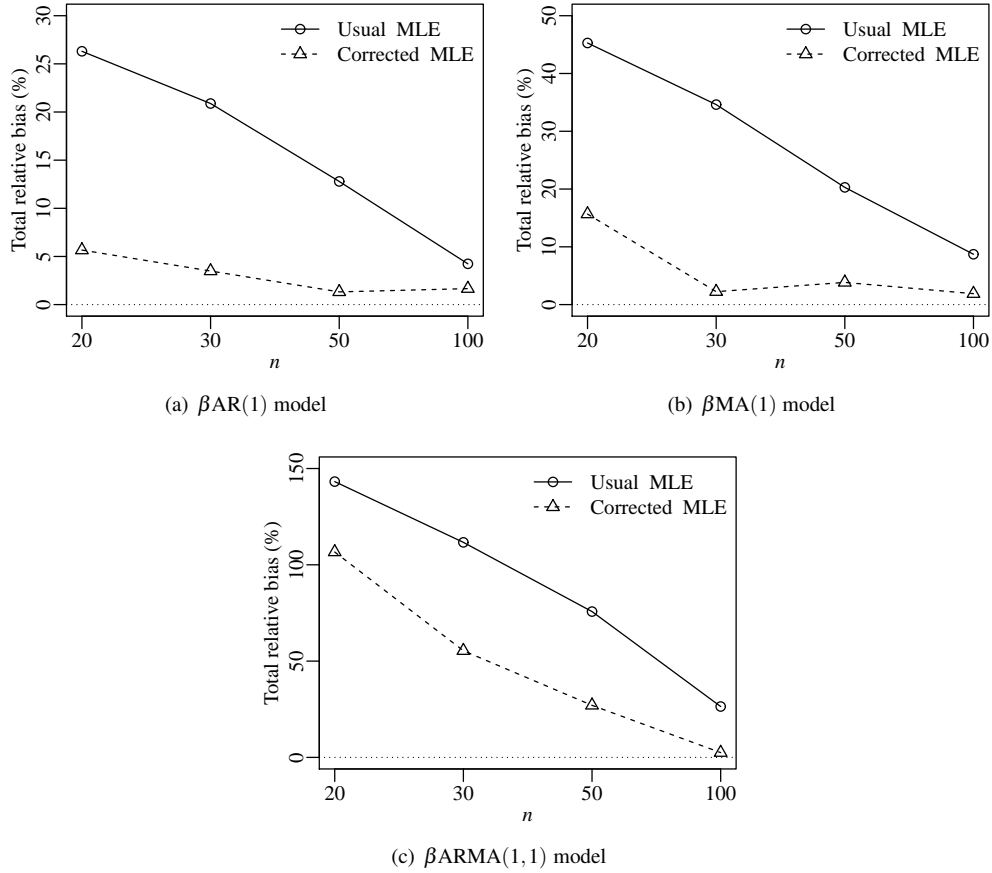 Total relative bias (%)
30
25
20
15
10
5
0
Usual MLE
Corrected MLE
20 30 50 100
n
(a) βAR(1) model
Total relative bias (%)
50
40
30
20
10
0
Usual MLE
Corrected MLE
20 30 50 100
n
(b) βMA(1) model
Total relative bias (%)
150
100
50
0
Usual MLE
Corrected MLE
20 30 50 100
n
(c) βARMA(1,1) model